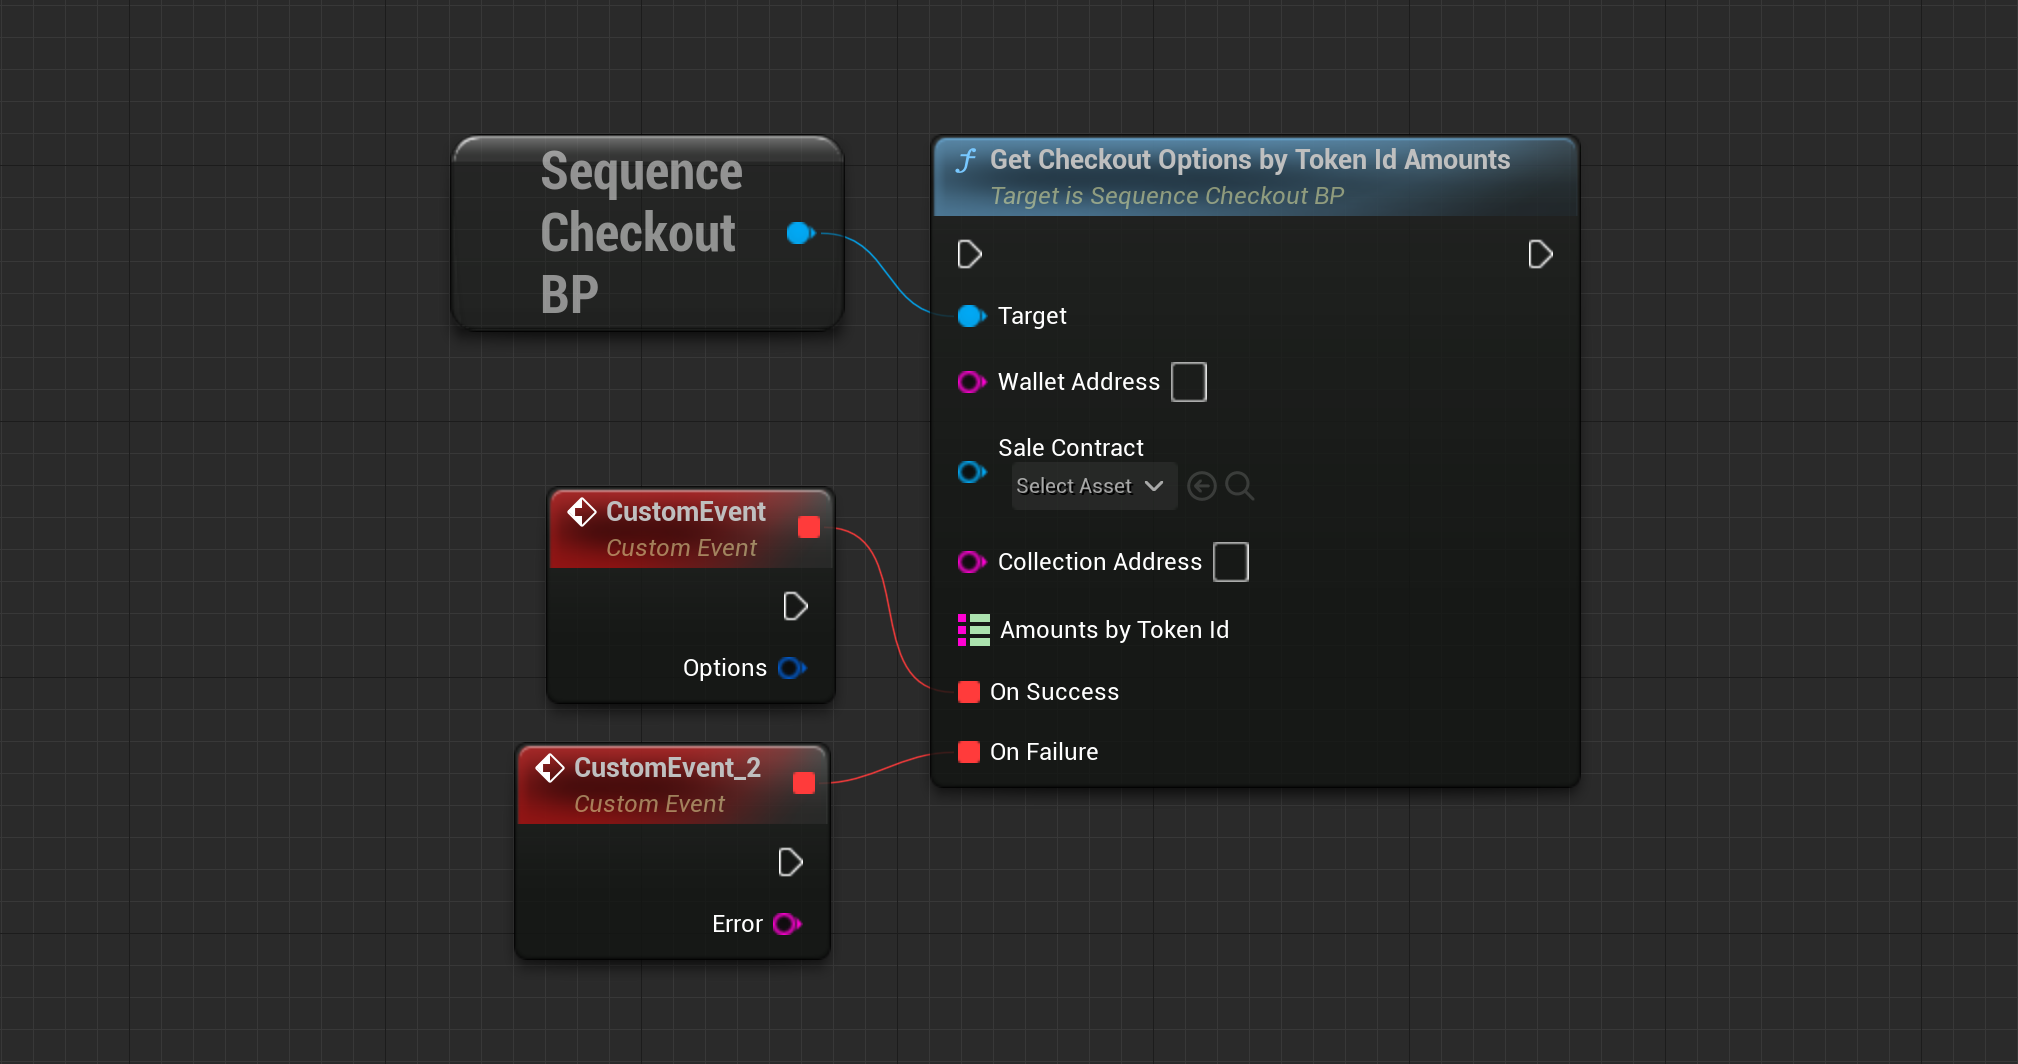 Sequence
Checkout
BP
Get Checkout Options by Token Id Amounts
Target is Sequence Checkout BP
Target
Wallet Address
Sale Contract
Select Asset
Collection Address
Amounts by Token Id
On Success
On Failure
CustomEvent
Custom Event
Options
CustomEvent_2
Custom Event
Error